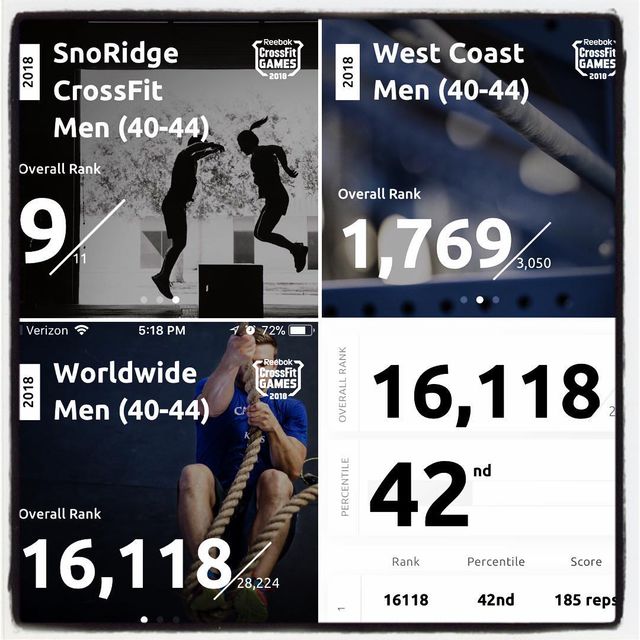 2018
SnoRidge
CrossFit
Men (40-44)
Reebok
CrossFit
GAMES
2018
Overall Rank
9/11
2018
West Coast
Men (40-44)
Reebok
CrossFit
GAMES
2018
Overall Rank
1,769/3,050
Verizon 5:18 PM 72%
2018
Worldwide
Men (40-44)
Reebok
CrossFit
GAMES
2018
Overall Rank
16,118/28,224
OVERALL RANK
16,118
PERCENTILE
42nd
Rank Percentile Score
1 16118 42nd 185 reps